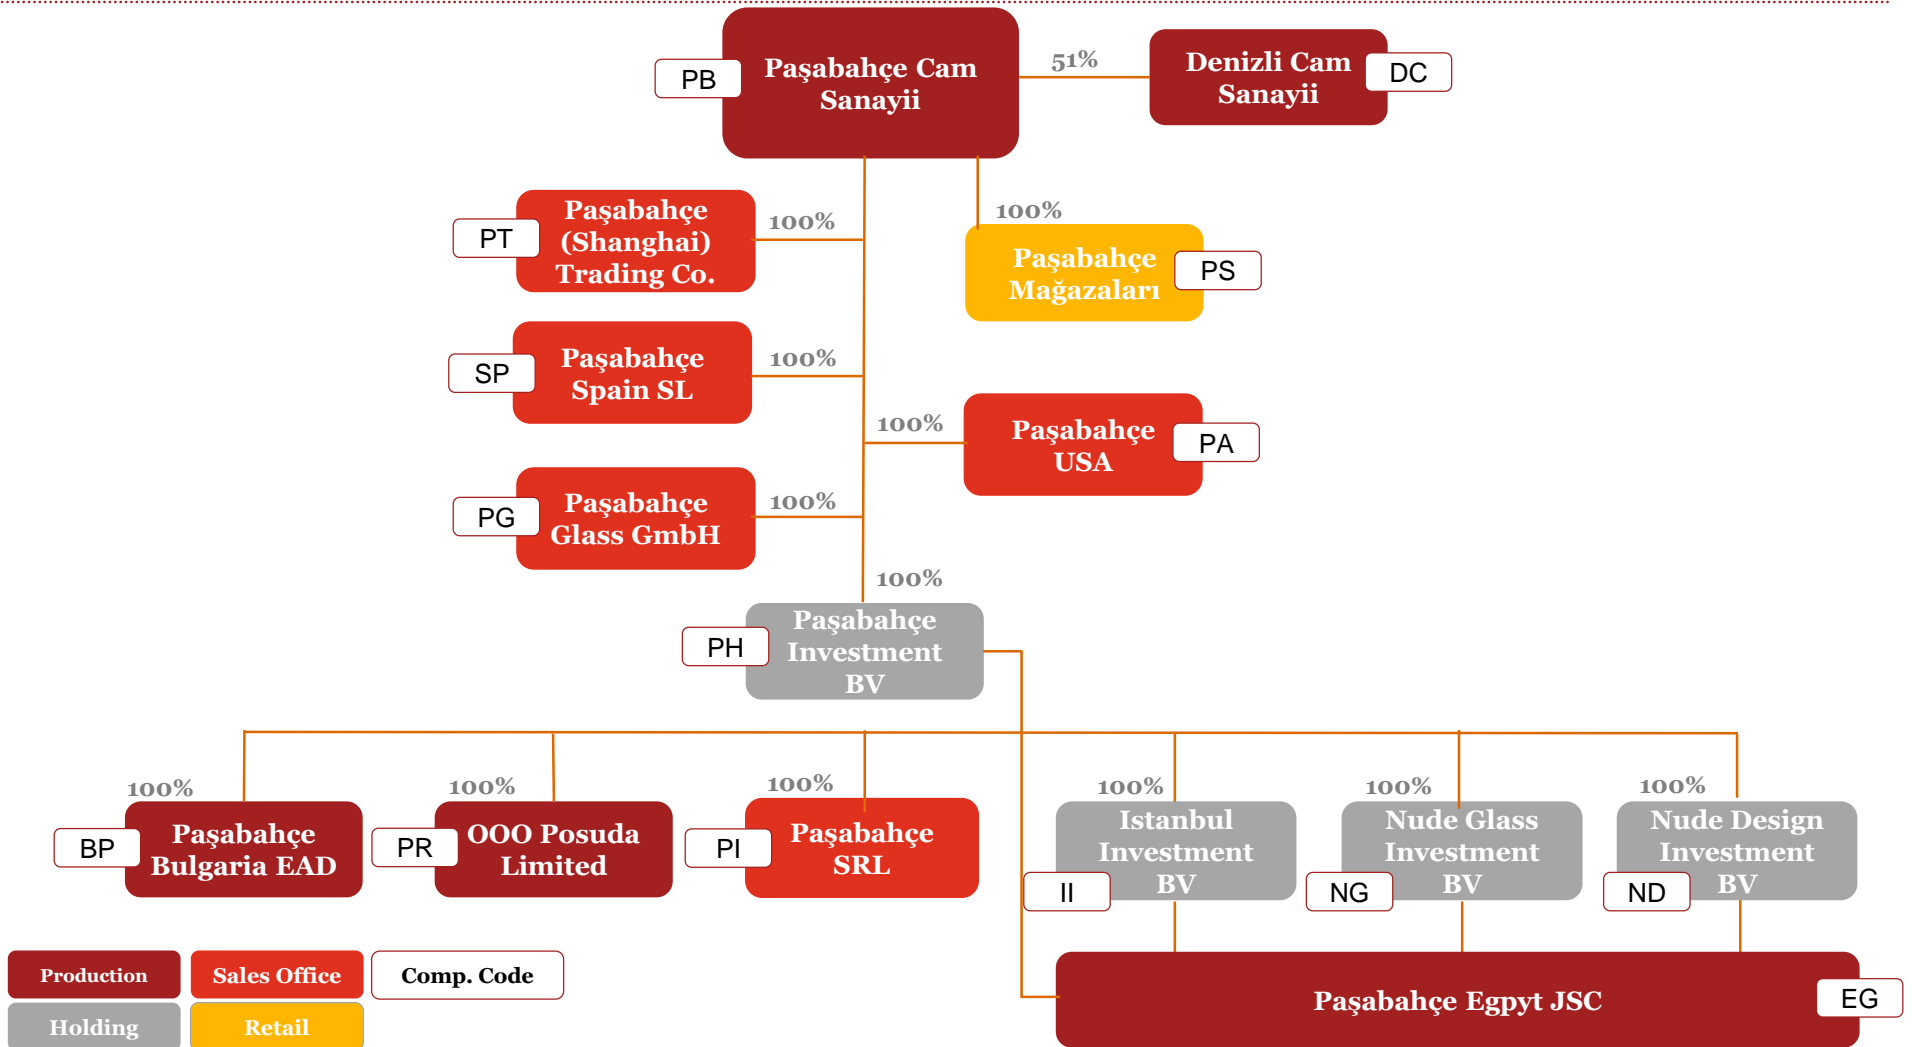 Paşabahçe Cam
Sanayii
PB
51%
Denizli Cam
Sanayii
DC
Paşabahçe
(Shanghai)
Trading Co.
PT
100%
100%
Paşabahçe
Mağazaları
PS
Paşabahçe
Spain SL
SP
100%
100%
Paşabahçe
USA
PA
Paşabahçe
Glass GmbH
PG
100%
100%
Paşabahçe
Investment
BV
PH
100%
Paşabahçe
Bulgaria EAD
BP
100%
OOO Posuda
Limited
PR
100%
Paşabahçe
SRL
PI
100%
Istanbul
Investment
BV
II
100%
Nude Glass
Investment
BV
NG
100%
Nude Design
Investment
BV
ND
Paşabahçe Egpyt JSC
EG
Production
Sales Office
Comp. Code
Holding
Retail